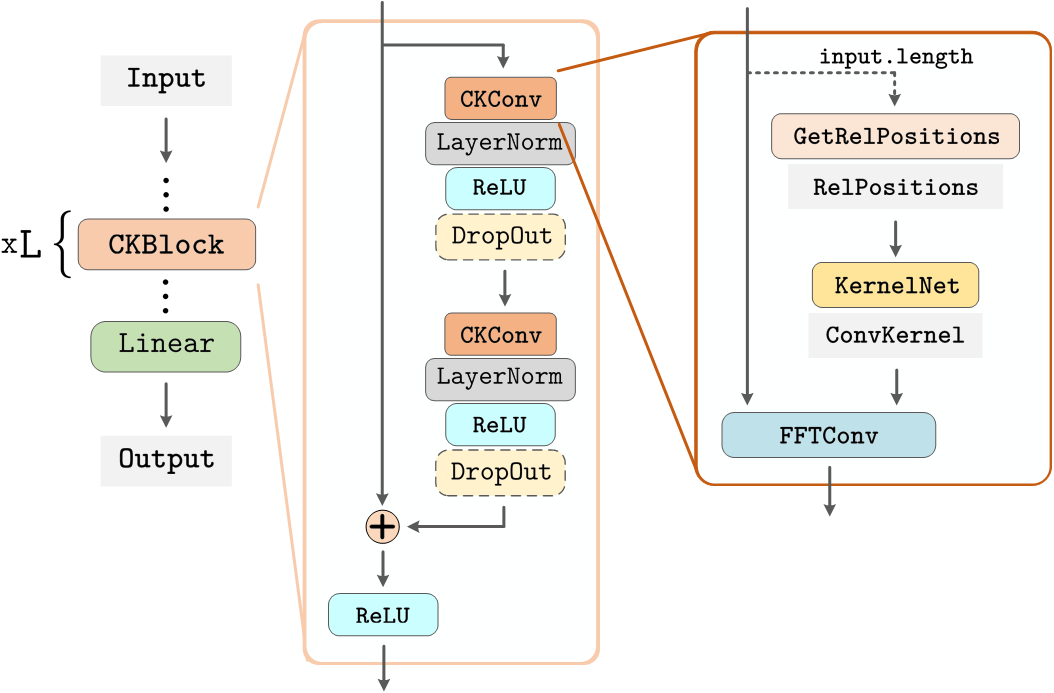 Input
xL
CKBlock
Linear
Output
CKConv
LayerNorm
ReLU
DropOut
CKConv
LayerNorm
ReLU
DropOut
+
ReLU
input.length
GetRelPositions
RelPositions
KernelNet
ConvKernel
FFTConv